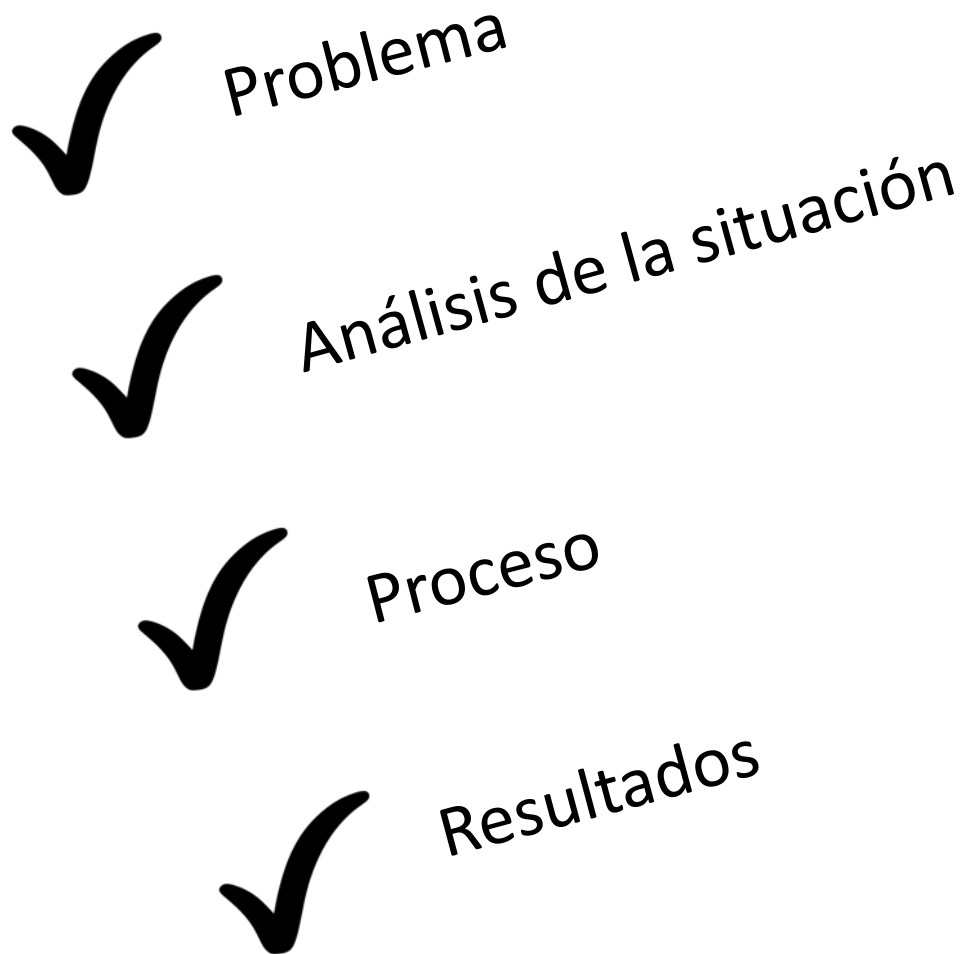 Problema
Análisis de la situación
Proceso
Resultados